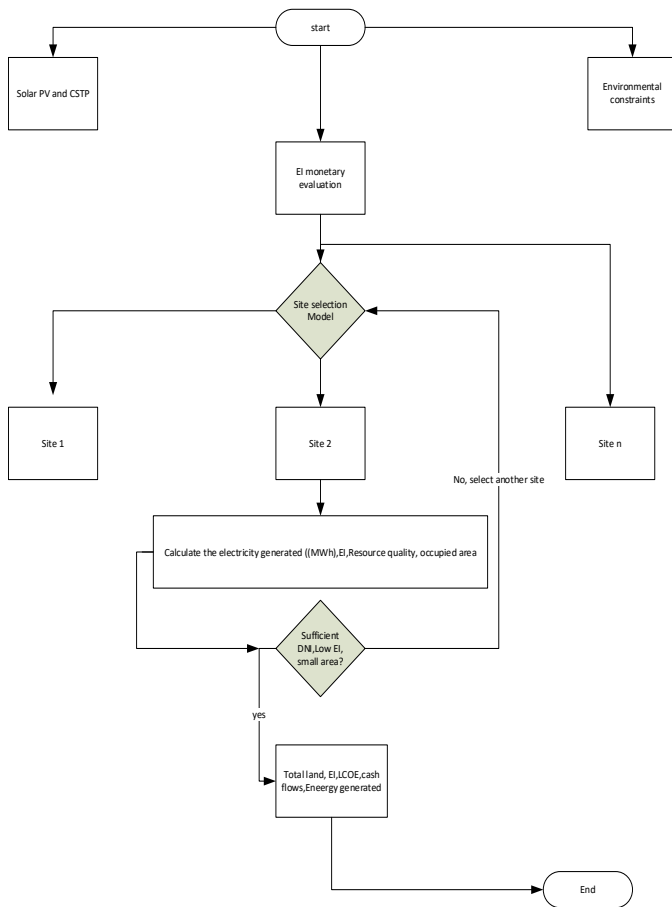 start
Solar PV and CSTP
Environmental
constraints
EI monetary
evaluation
Site selection
Model
Site 1
Site 2
Site n
No, select another site
Calculate the electricity generated ((MWh),EI,Resource quality, occupied area
Sufficient
DNI,Low EI,
small area?
yes
Total land, EI,LCOE,cash
flows,Eneergy generated
End